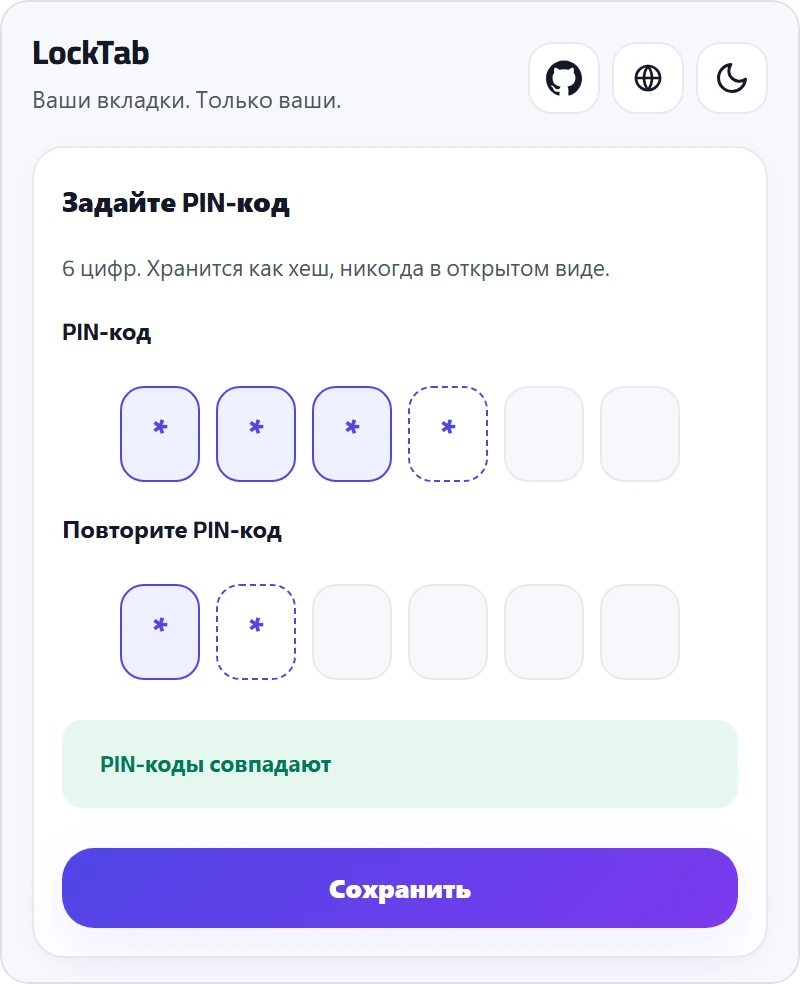 LockTab
Ваши вкладки. Только ваши.
Задайте PIN-код
6 цифр. Хранится как хеш, никогда в открытом виде.
PIN-код
* * * *
Повторите PIN-код
* *
PIN-коды совпадают
Сохранить